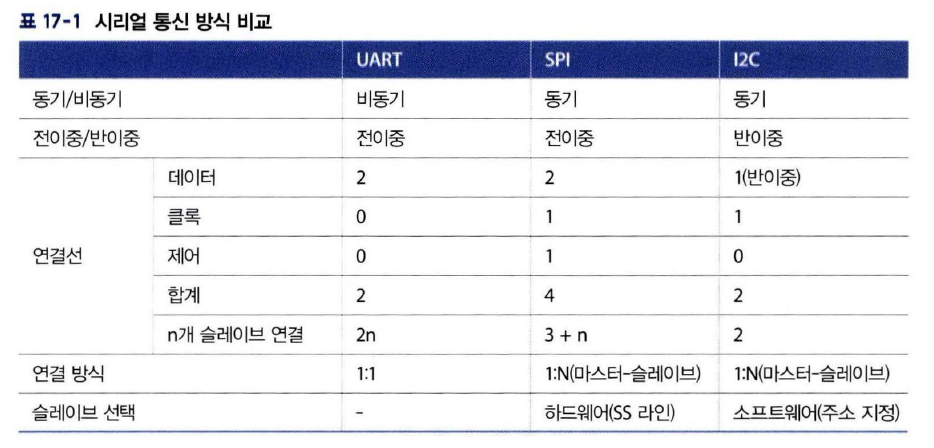 표 17-1 시리얼 통신 방식 비교
UART SPI I2C
동기/비동기 비동기 동기 동기
전이중/반이중 전이중 전이중 반이중
연결선
데이터 2 2 1(반이중)
클록 0 1 1
제어 0 1 0
합계 2 4 2
n개 슬레이브 연결 2n 3 + n 2
연결 방식 1:1 1:N(마스터-슬레이브) 1:N(마스터-슬레이브)
슬레이브 선택 - 하드웨어(SS 라인) 소프트웨어(주소 지정)